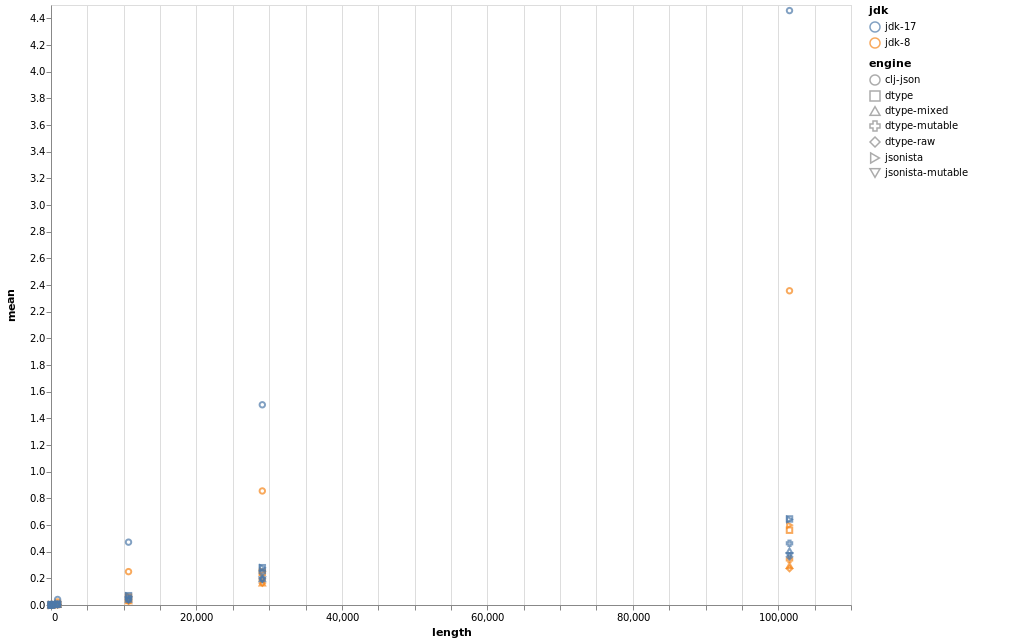 4.4
4.2
4.0
3.8
3.6
3.4
3.2
3.0
2.8
2.6
2.4
2.2
2.0
1.8
1.6
1.4
1.2
1.0
0.8
0.6
0.4
0.2
0.0
mean
0 20,000 40,000 60,000 80,000 100,000
length
jdk
jdk-17
jdk-8
engine
clj-json
dtype
dtype-mixed
dtype-mutable
dtype-raw
jsonista
jsonista-mutable